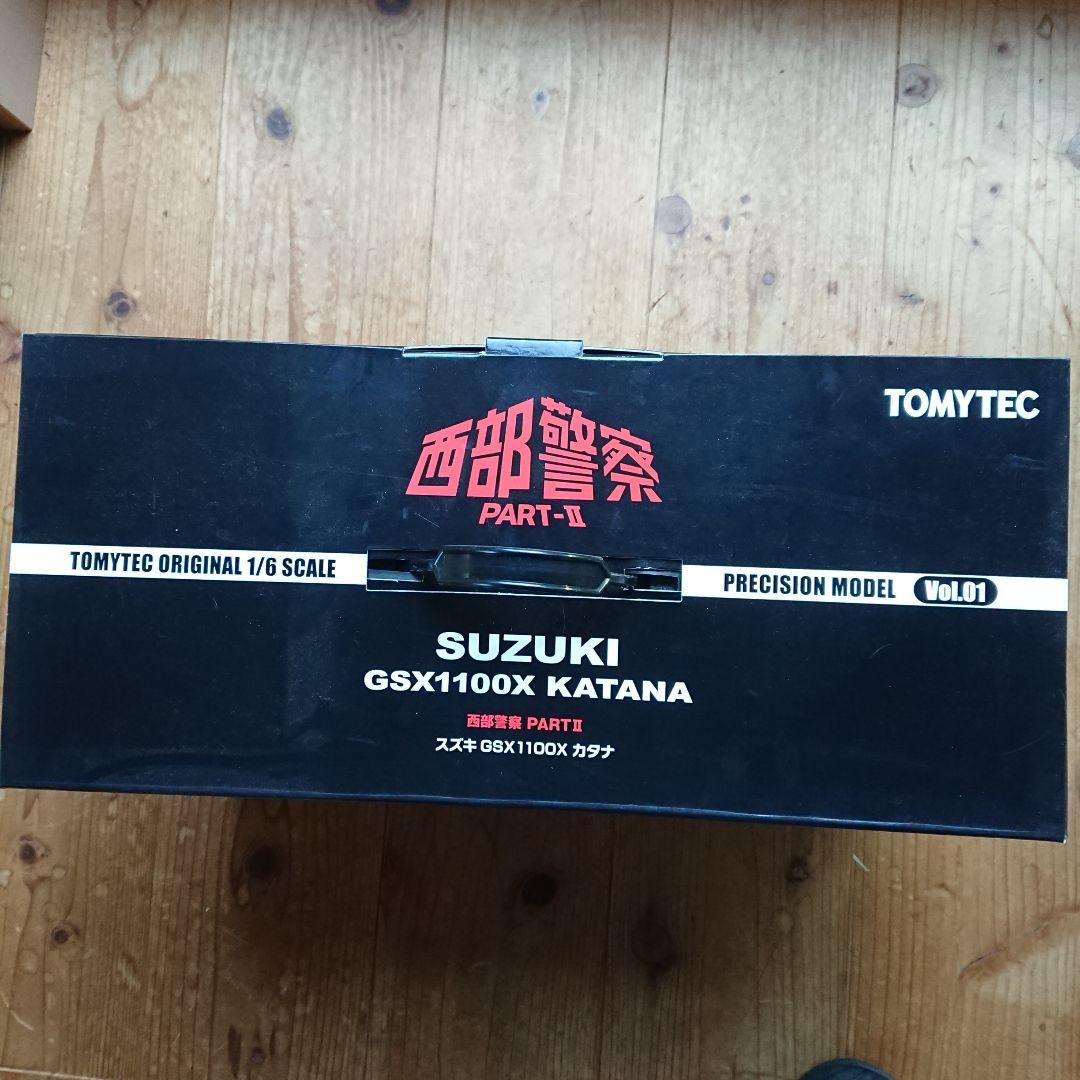 TOMYTEC
西部警察
PART-II
TOMYTEC ORIGINAL 1/6 SCALE
PRECISION MODEL Vol.01
SUZUKI
GSX1100X KATANA
西部警察 PARTⅡ
スズキ GSX1100X カタナ